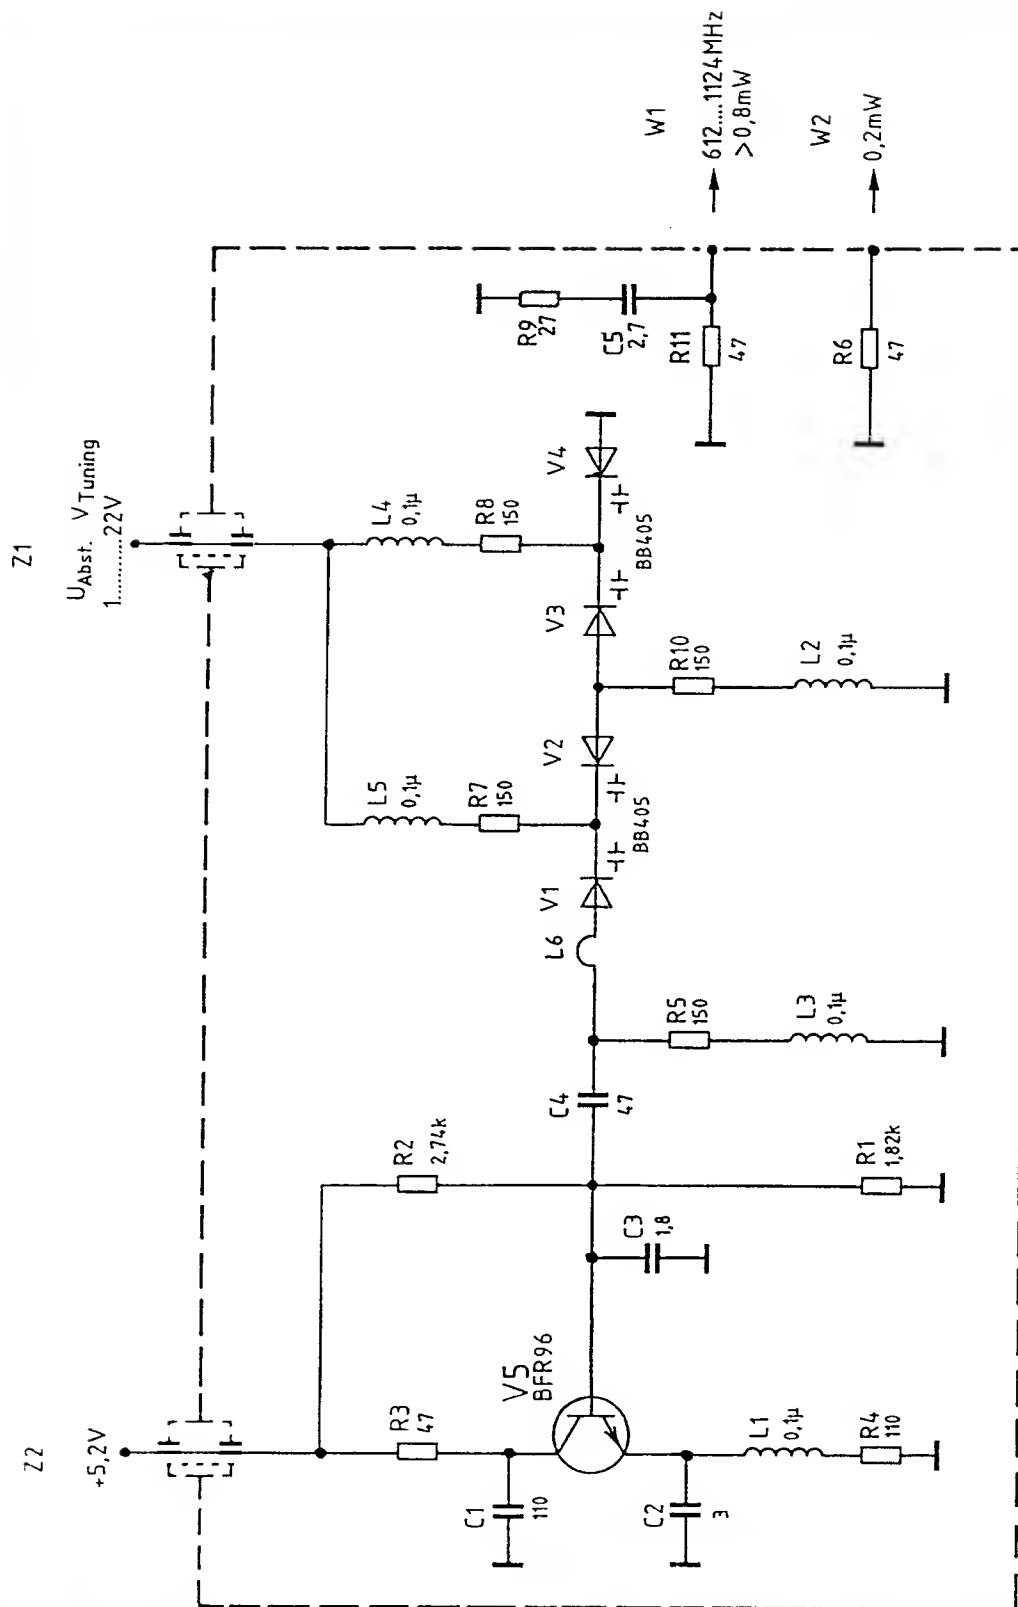 Z1
U Abst. V Tuning
1.........22V
Z2
+5,2V
L4
0,1µ
R8
150
L5
0,1µ
R7
150
R9
27
C5
2,7
R11
47
W1
612....1124MHz
>0,8mW
W2
0,2mW
R6
47
V4
BB405
V3
V2
BB405
V1
L6
R10
150
L2
0,1µ
R5
150
L3
0,1µ
C4
47
R2
2,74k
R1
1,82k
C3
1,8
V5
BFR96
R3
47
C1
110
C2
3
L1
0,1µ
R4
110